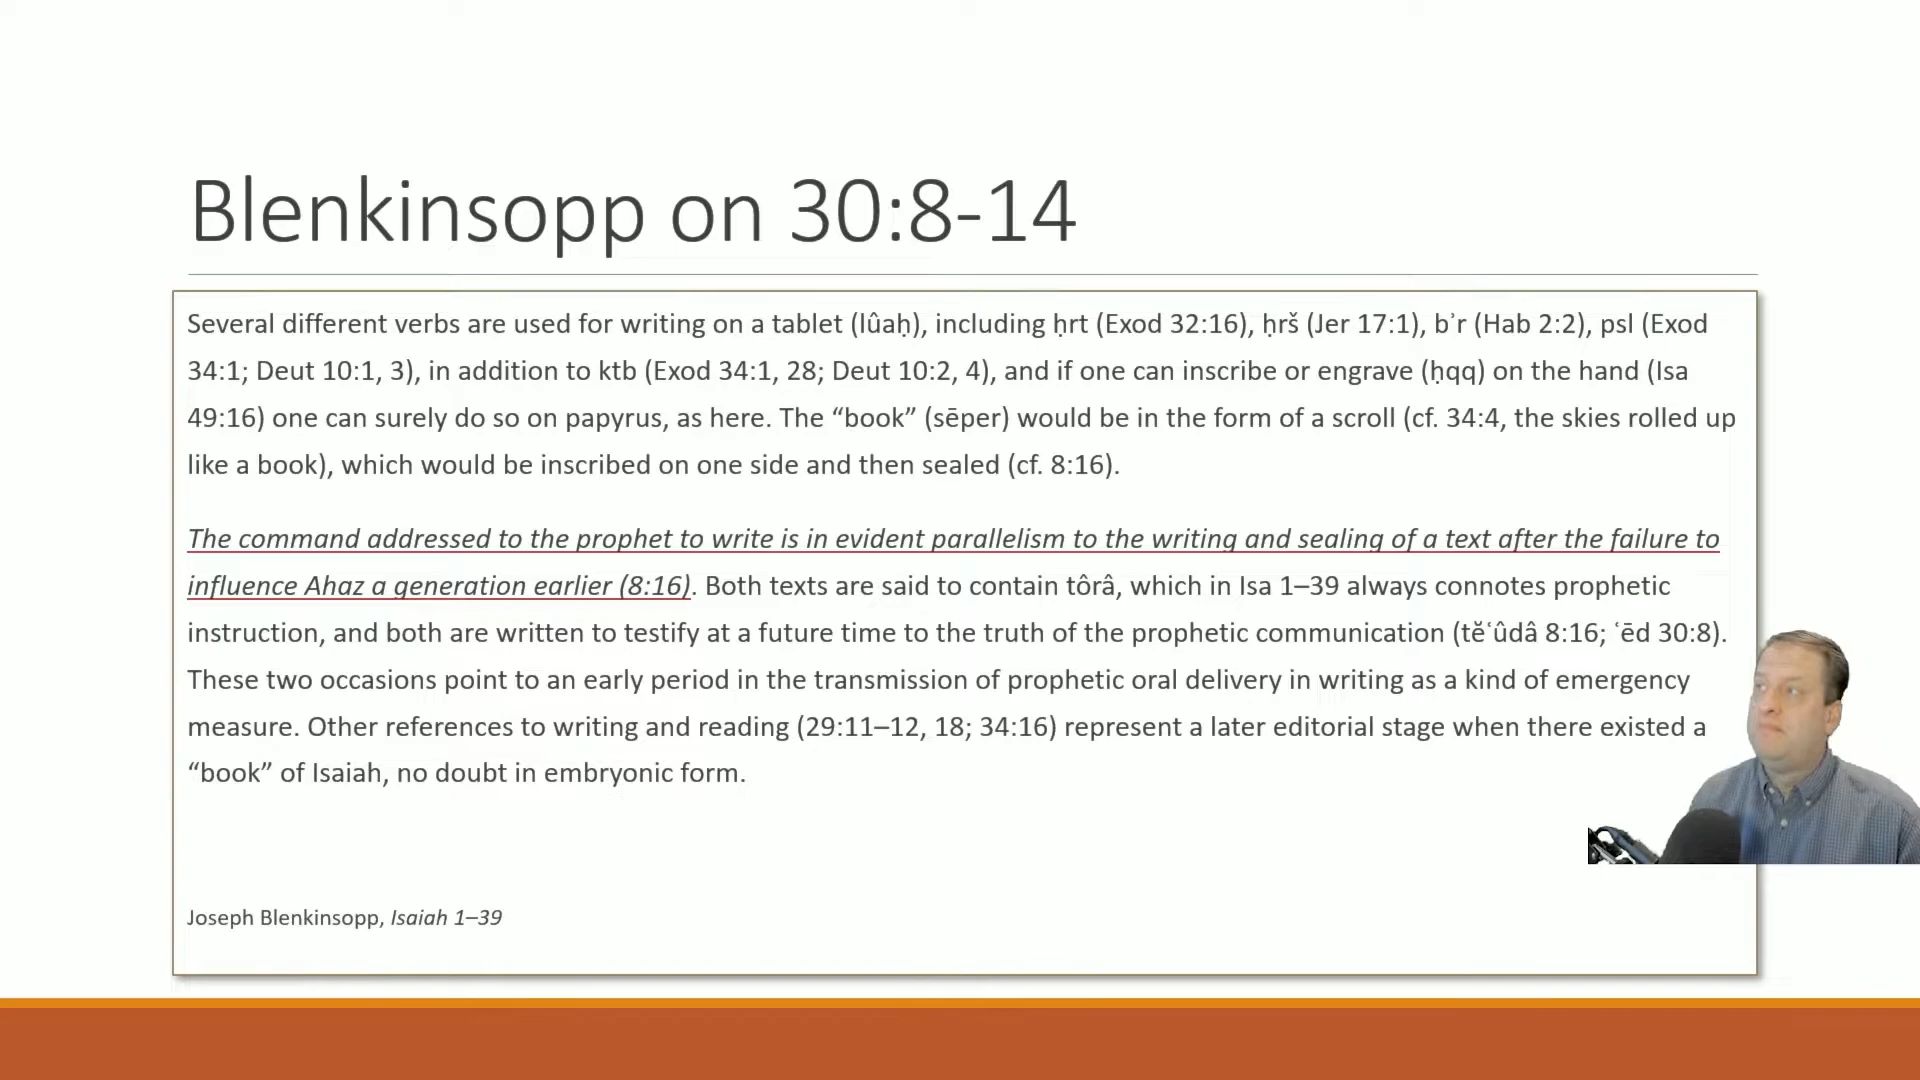 Blenkinsopp on 30:8-14
Several different verbs are used for writing on a tablet (lûaḥ), including ḥrt (Exod 32:16), ḥrš (Jer 17:1), bʾr (Hab 2:2), psl (Exod
34:1; Deut 10:1, 3), in addition to ktb (Exod 34:1, 28; Deut 10:2, 4), and if one can inscribe or engrave (ḥqq) on the hand (Isa
49:16) one can surely do so on papyrus, as here. The “book” (sēper) would be in the form of a scroll (cf. 34:4, the skies rolled up
like a book), which would be inscribed on one side and then sealed (cf. 8:16).
The command addressed to the prophet to write is in evident parallelism to the writing and sealing of a text after the failure to
influence Ahaz a generation earlier (8:16). Both texts are said to contain tôrâ, which in Isa 1–39 always connotes prophetic
instruction, and both are written to testify at a future time to the truth of the prophetic communication (tĕʿûdâ 8:16; ʿēd 30:8).
These two occasions point to an early period in the transmission of prophetic oral delivery in writing as a kind of emergency
measure. Other references to writing and reading (29:11–12, 18; 34:16) represent a later editorial stage when there existed a
“book” of Isaiah, no doubt in embryonic form.
Joseph Blenkinsopp, Isaiah 1–39